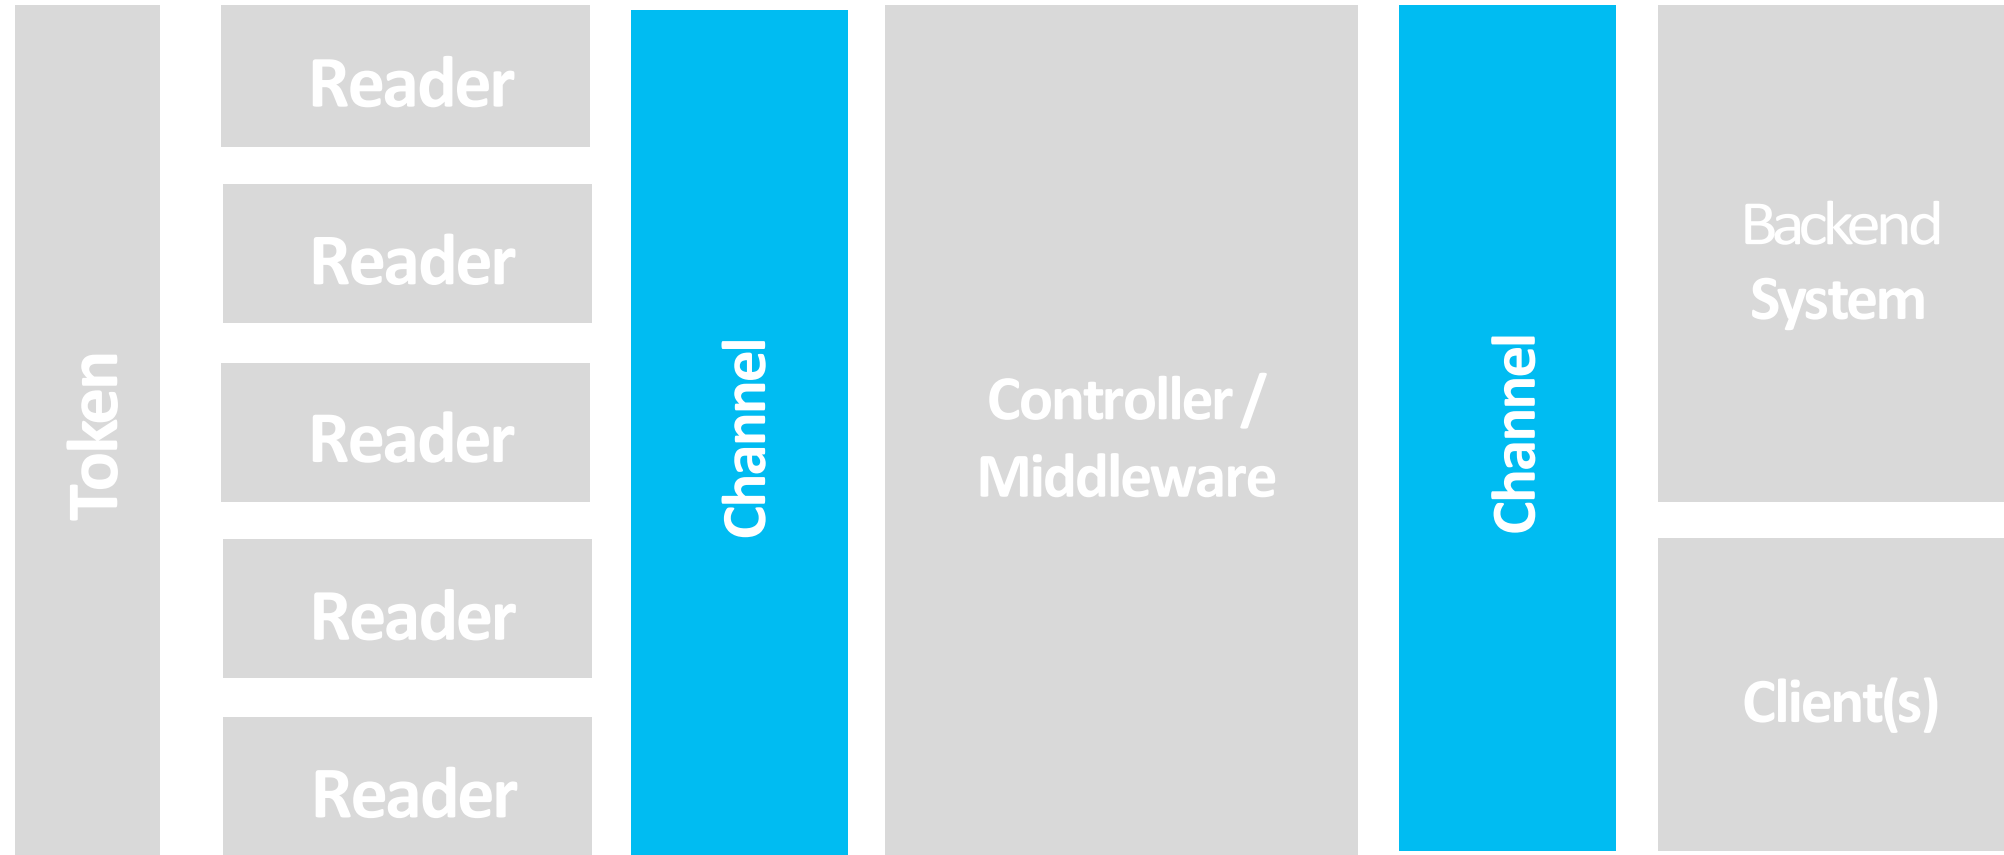 Token
Reader
Reader
Reader
Reader
Reader
Channel
Controller /
Middleware
Channel
Backend
System
Client(s)